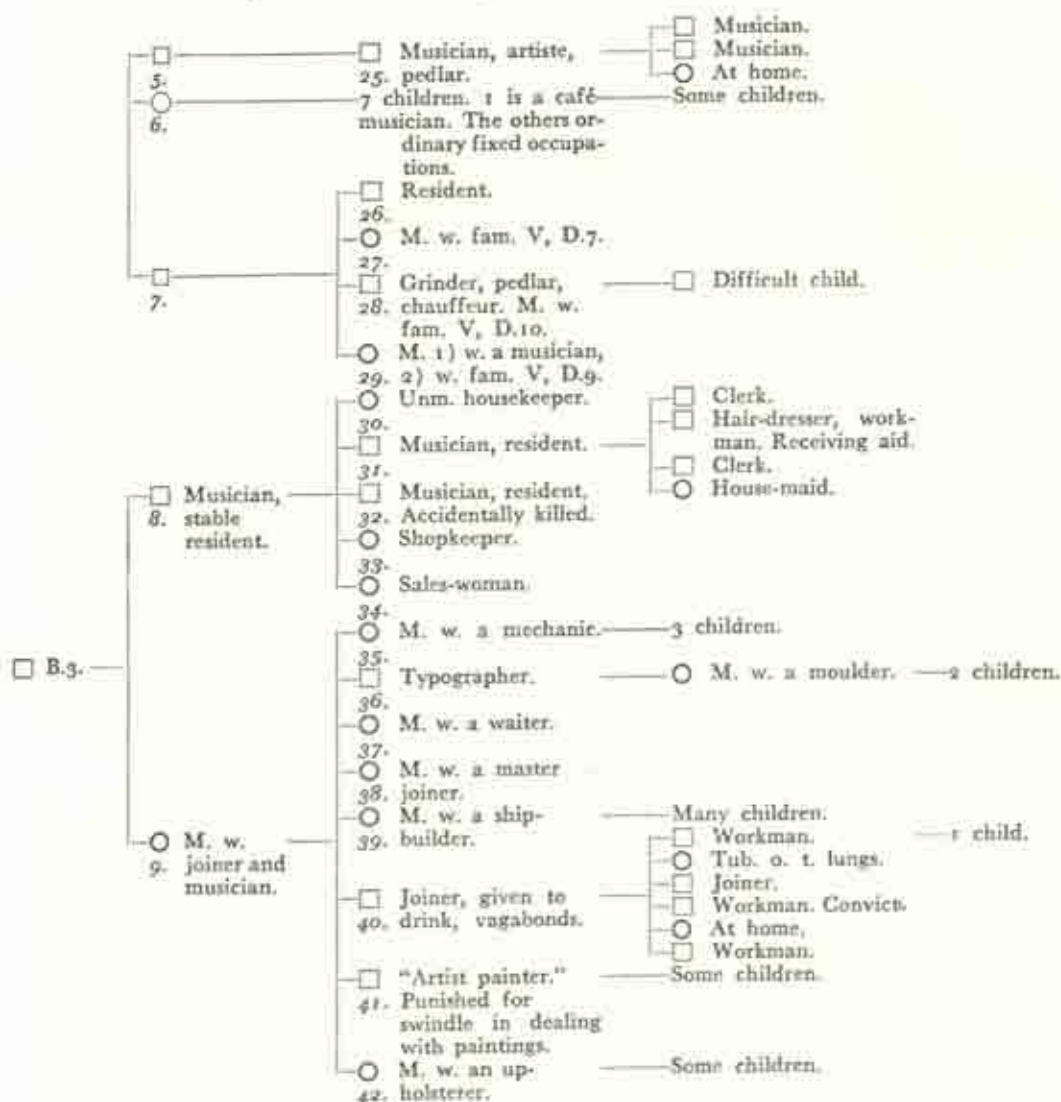 Musician.
Musician, artiste, Musician.
5. 25. pedlar. At home.
6. 7 children. 1 is a café Some children.
musician. The others or-
dinary fixed occupa-
tions.
Resident.
26.
M. w. fam. V, D.7.
27.
7. Grinder, pedlar, Difficult child.
28. chauffeur. M. w.
fam. V, D.10.
M. 1) w. a musician,
29. 2) w. fam. V, D.9.
Unm. housekeeper. Clerk.
30. Hair-dresser, work-
Musician, resident. man. Receiving aid.
31. Clerk.
8. Musician, Musician, resident. House-maid.
stable 32. Accidentally killed.
resident. Shopkeeper.
33.
Sales-woman.
34.
M. w. a mechanic. 3 children.
35.
B.3. Typographer. M. w. a moulder. 2 children.
36.
M. w. a waiter.
37.
M. w. a master
38. joiner.
M. w. a ship- Many children.
9. M. w. 39. builder. Workman. 1 child.
joiner and Tub. o. t. lungs.
musician. Joiner, given to Joiner.
40. drink, vagabonds. Workman. Convict.
At home.
Workman.
"Artist painter." Some children.
41. Punished for
swindle in dealing
with paintings.
M. w. an up- Some children.
42. holsterer.